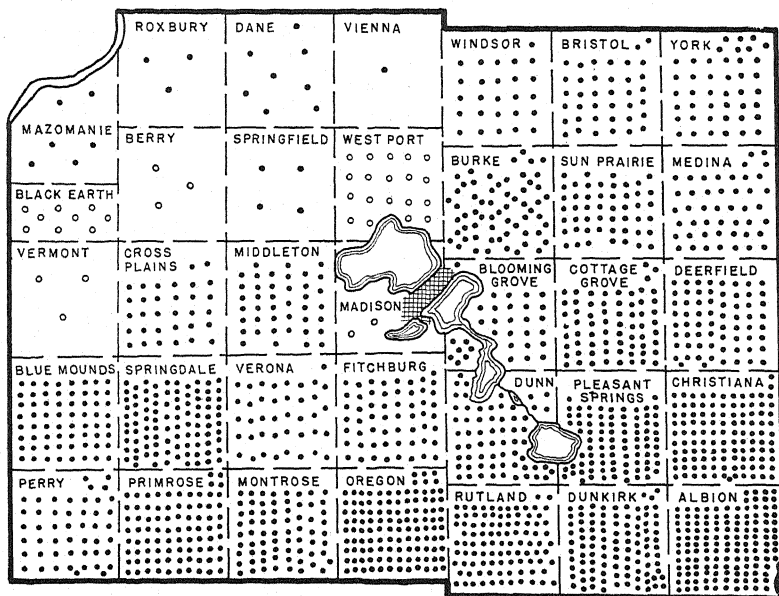 ROXBURY
DANE
VIENNA
WINDSOR
BRISTOL
YORK
MAZOMANIE
BERRY
SPRINGFIELD
WEST PORT
BURKE
SUN PRAIRIE
MEDINA
BLACK EARTH
VERMONT
CROSS
PLAINS
MIDDLETON
MADISON
BLOOMING
GROVE
COTTAGE
GROVE
DEERFIELD
BLUE MOUNDS
SPRINGDALE
VERONA
FITCHBURG
DUNN
PLEASANT
SPRINGS
CHRISTIANA
PERRY
PRIMROSE
MONTROSE
OREGON
RUTLAND
DUNKIRK
ALBION